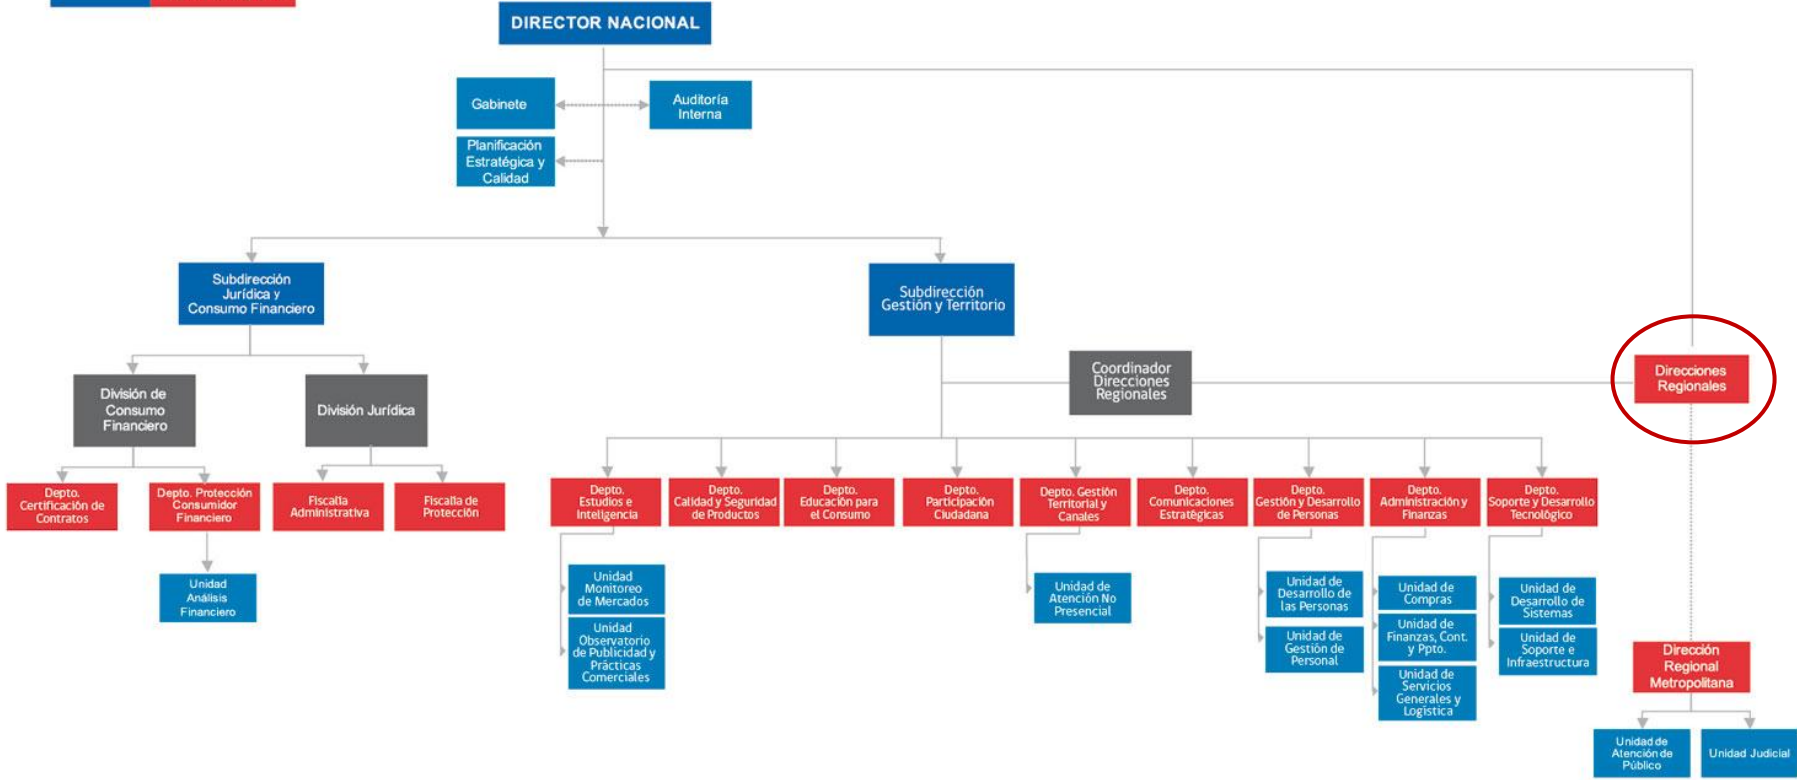 DIRECTOR NACIONAL
Gabinete
Auditoría
Interna
Planificación
Estratégica y
Calidad
Subdirección
Jurídica y
Consumo Financiero
Subdirección
Gestión y Territorio
Coordinador
Direcciones
Regionales
Direcciones
Regionales
División de
Consumo
Financiero
División Jurídica
Depto.
Certificación de
Contratos
Depto. Protección
Consumidor
Financiero
Fiscalía
Administrativa
Fiscalía de
Protección
Depto.
Estudios e
Inteligencia
Depto.
Calidad y Seguridad
de Productos
Depto.
Educación para
el Consumo
Depto.
Participación
Ciudadana
Depto. Gestión
Territorial y
Canales
Depto.
Comunicaciones
Estratégicas
Depto.
Gestión y Desarrollo
de Personas
Depto.
Administración y
Finanzas
Depto.
Soporte y Desarrollo
Tecnológico
Unidad
Análisis
Financiero
Unidad
Monitoreo
de Mercados
Unidad
Observatorio
de Publicidad y
Prácticas
Comerciales
Unidad de
Atención No
Presencial
Unidad de
Desarrollo de
las Personas
Unidad de
Gestión de
Personal
Unidad de
Compras
Unidad de
Finanzas, Cont.
y Ppto.
Unidad de
Servicios
Generales y
Logística
Unidad de
Desarrollo de
Sistemas
Unidad de
Soporte e
Infraestructura
Dirección
Regional
Metropolitana
Unidad de
Atención de
Público
Unidad Judicial